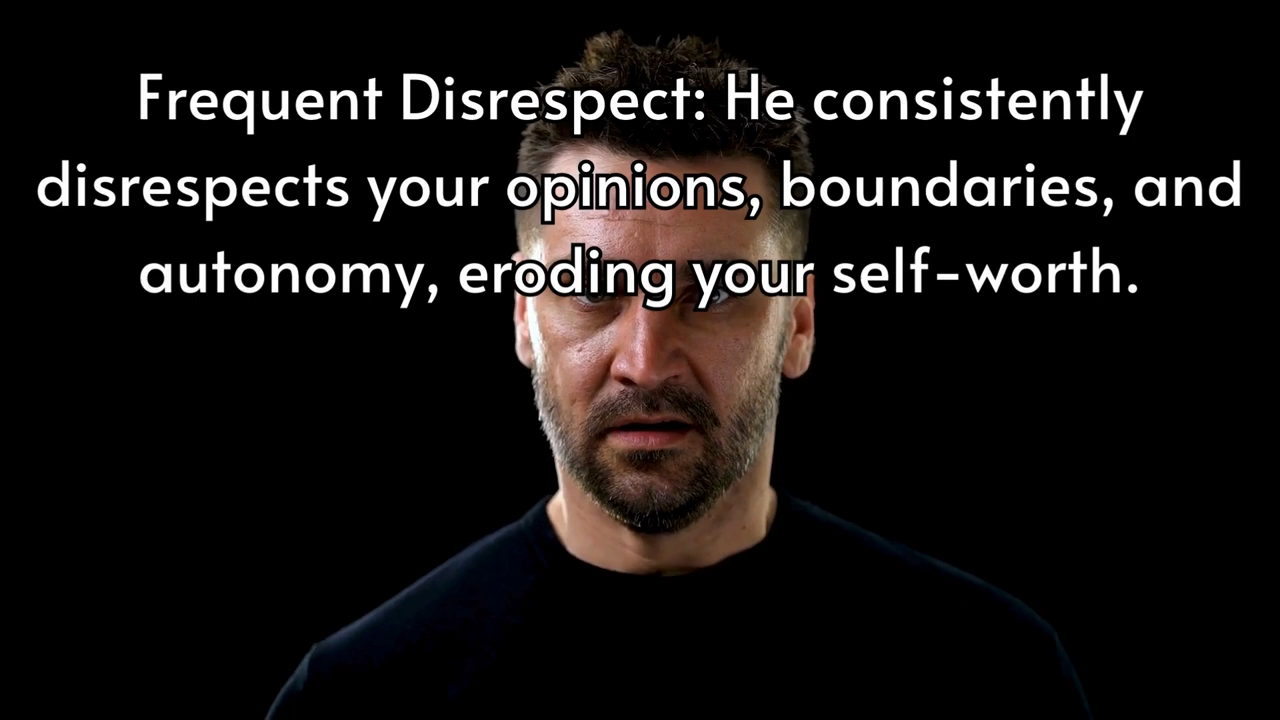 Frequent Disrespect: He consistently
disrespects your opinions, boundaries, and
autonomy, eroding your self-worth.